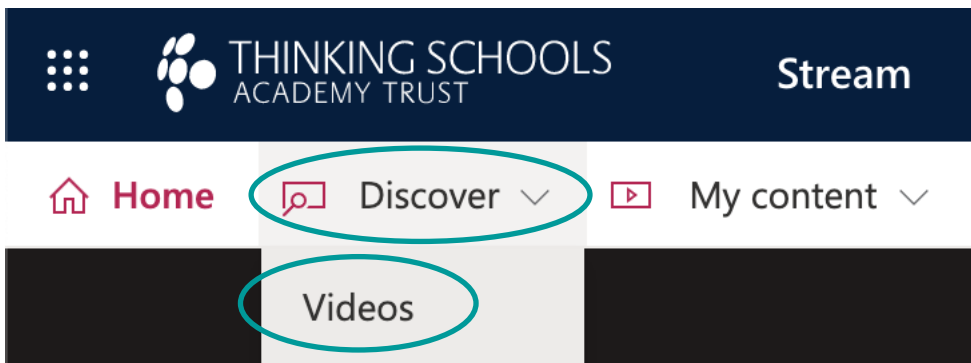 THINKING SCHOOLS
ACADEMY TRUST
Stream
Home Discover My content
Videos